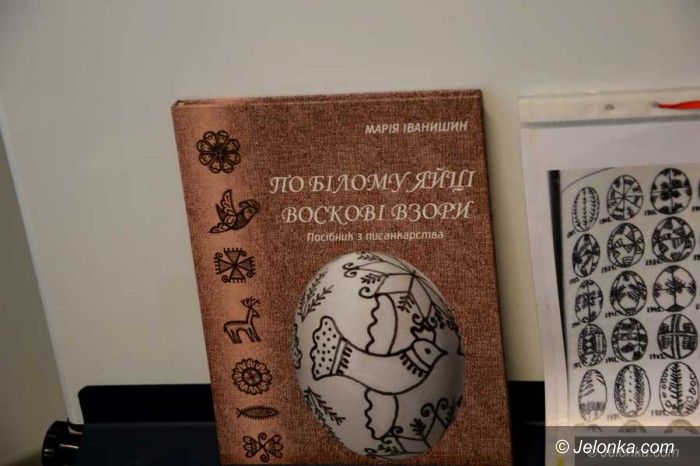 МАРІЯ ІВАНИШИН
ПО БІЛОМУ ЯЙЦІ
ВОСКОВІ ВЗОРИ
Посібник з писанкарства
© Jelonka.com